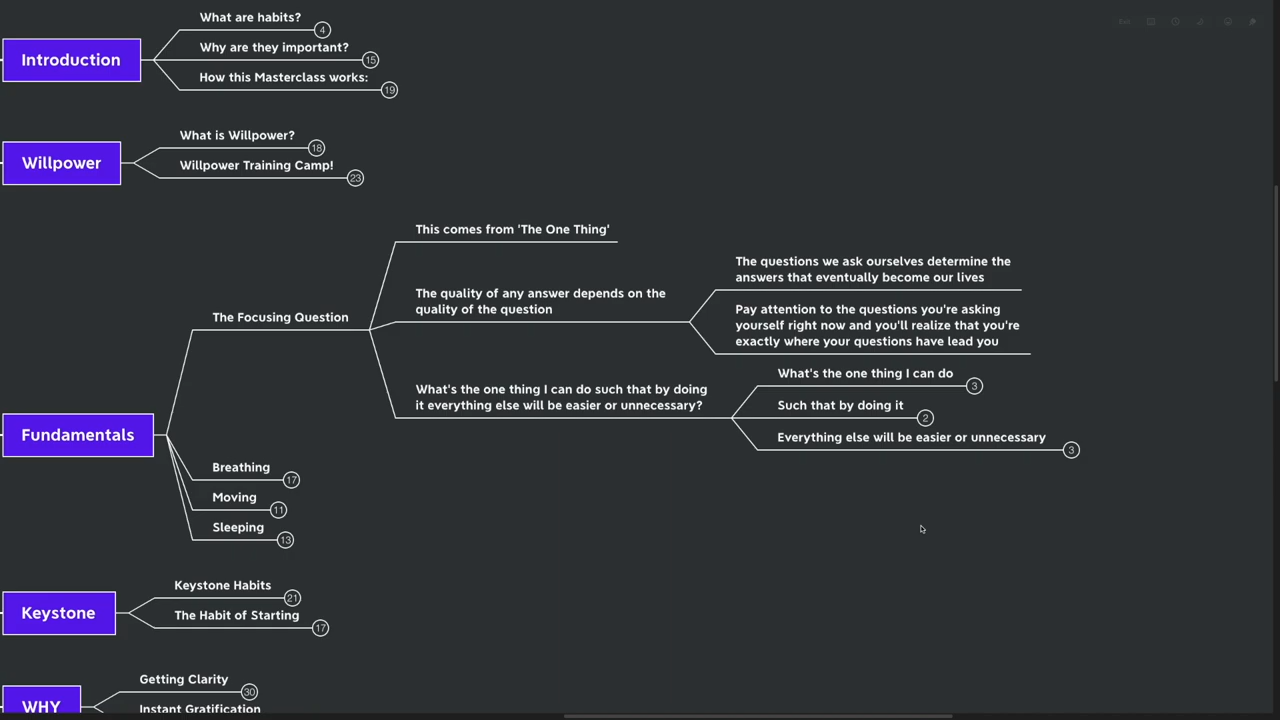 Introduction
What are habits?
4
Why are they important?
15
How this Masterclass works:
19
Willpower
What is Willpower?
18
Willpower Training Camp!
23
Fundamentals
The Focusing Question
This comes from 'The One Thing'
The quality of any answer depends on the
quality of the question
The questions we ask ourselves determine the
answers that eventually become our lives
Pay attention to the questions you're asking
yourself right now and you'll realize that you're
exactly where your questions have lead you
What's the one thing I can do such that by doing
it everything else will be easier or unnecessary?
What's the one thing I can do
3
Such that by doing it
2
Everything else will be easier or unnecessary
3
Breathing
17
Moving
11
Sleeping
13
Keystone
Keystone Habits
21
The Habit of Starting
17
WHY
Getting Clarity
30
Instant Gratification